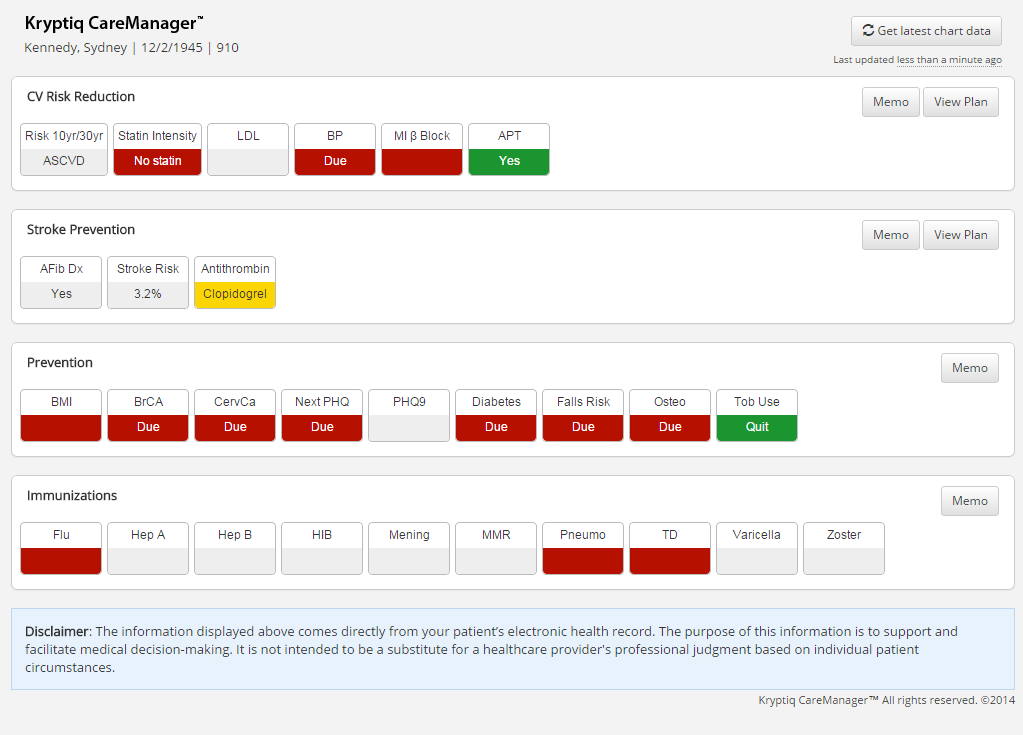 Kryptiq CareManager™
Kennedy, Sydney | 12/2/1945 | 910
Get latest chart data
Last updated less than a minute ago
CV Risk Reduction
Memo
View Plan
Risk 10yr/30yr
ASCVD
Statin Intensity
No statin
LDL
BP
Due
MI β Block
APT
Yes
Stroke Prevention
Memo
View Plan
AFib Dx
Yes
Stroke Risk
3.2%
Antithrombin
Clopidogrel
Prevention
Memo
BMI
BrCA
Due
CervCa
Due
Next PHQ
Due
PHQ9
Diabetes
Due
Falls Risk
Due
Osteo
Due
Tob Use
Quit
Immunizations
Memo
Flu
Hep A
Hep B
HIB
Mening
MMR
Pneumo
TD
Varicella
Zoster
Disclaimer: The information displayed above comes directly from your patient's electronic health record. The purpose of this information is to support and
facilitate medical decision-making. It is not intended to be a substitute for a healthcare provider's professional judgment based on individual patient
circumstances.
Kryptiq CareManager™ All rights reserved. ©2014